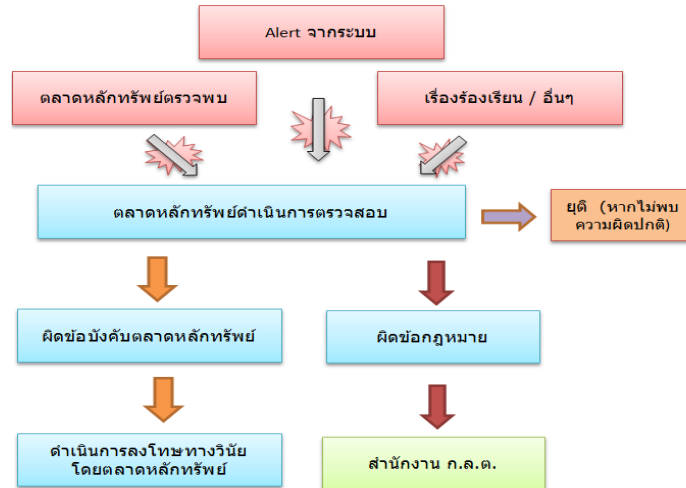 Alert จากระบบ
ตลาดหลักทรัพย์ตรวจพบ
เรื่องร้องเรียน / อื่นๆ
ตลาดหลักทรัพย์ดำเนินการตรวจสอบ
ยุติ (หากไม่พบ
ความผิดปกติ)
ผิดข้อบังคับตลาดหลักทรัพย์
ผิดข้อกฎหมาย
ดำเนินการลงโทษทางวินัย
โดยตลาดหลักทรัพย์
สำนักงาน ก.ล.ต.